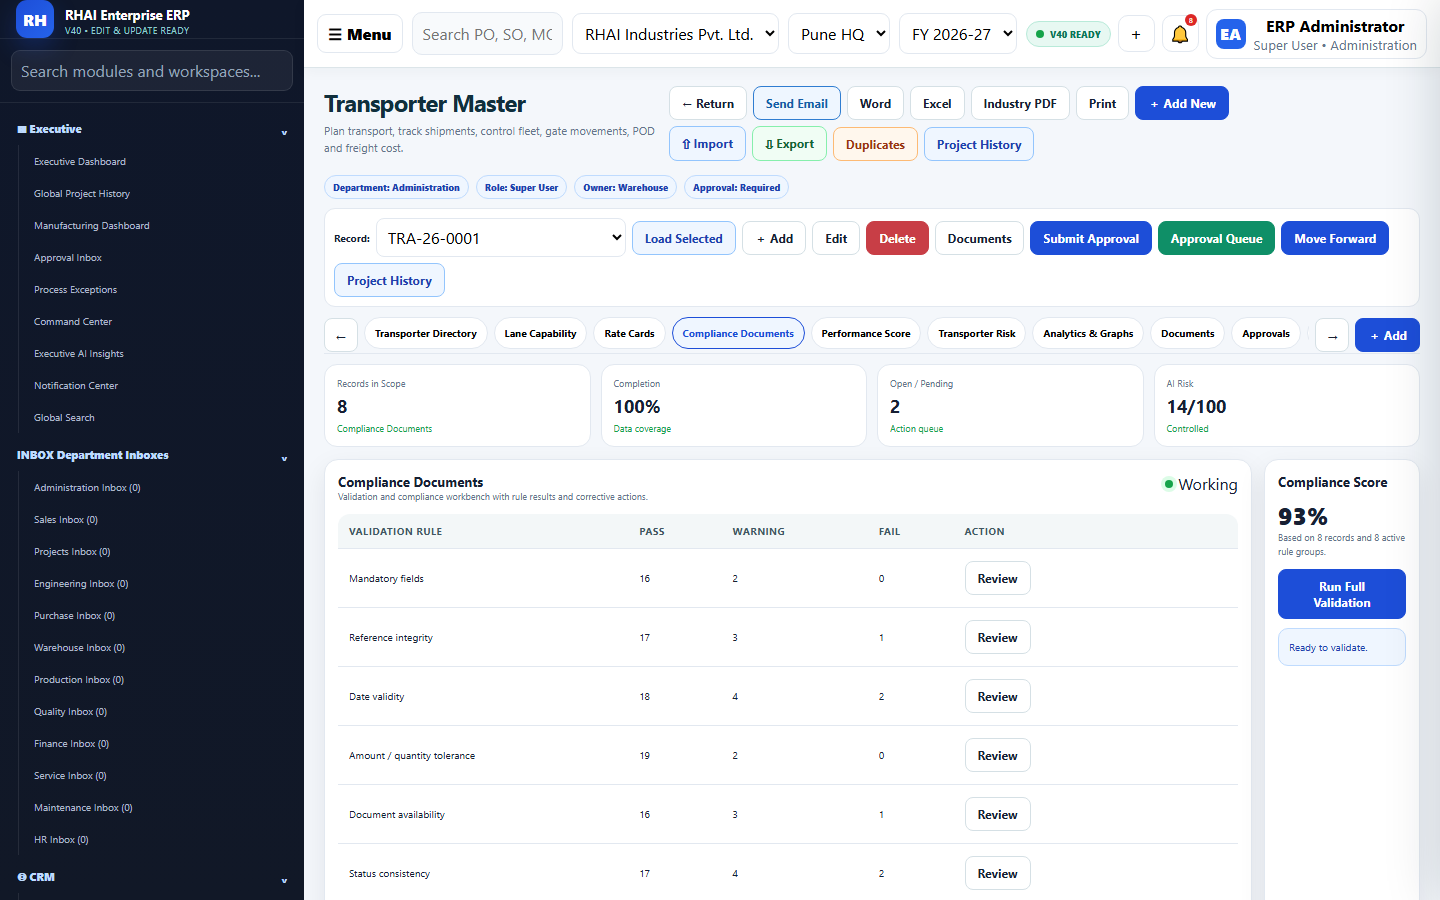 RH
RHAI Enterprise ERP
V40 • EDIT & UPDATE READY
Search modules and workspaces...
Executive
Executive Dashboard
Global Project History
Manufacturing Dashboard
Approval Inbox
Process Exceptions
Command Center
Executive AI Insights
Notification Center
Global Search
INBOX Department Inboxes
Administration Inbox (0)
Sales Inbox (0)
Projects Inbox (0)
Engineering Inbox (0)
Purchase Inbox (0)
Warehouse Inbox (0)
Production Inbox (0)
Quality Inbox (0)
Finance Inbox (0)
Service Inbox (0)
Maintenance Inbox (0)
HR Inbox (0)
CRM
☰ Menu
Search PO, SO, MO
RHAI Industries Pvt. Ltd.
Pune HQ
FY 2026-27
V40 READY
+
8
EA
ERP Administrator
Super User • Administration
Transporter Master
Plan transport, track shipments, control fleet, gate movements, POD
and freight cost.
← Return
Send Email
Word
Excel
Industry PDF
Print
+ Add New
⇧ Import
⇩ Export
Duplicates
Project History
Department: Administration
Role: Super User
Owner: Warehouse
Approval: Required
Record:
TRA-26-0001
Load Selected
+ Add
Edit
Delete
Documents
Submit Approval
Approval Queue
Move Forward
Project History
←
Transporter Directory
Lane Capability
Rate Cards
Compliance Documents
Performance Score
Transporter Risk
Analytics & Graphs
Documents
Approvals
→
+ Add
Records in Scope
8
Compliance Documents
Completion
100%
Data coverage
Open / Pending
2
Action queue
AI Risk
14/100
Controlled
Compliance Documents
Validation and compliance workbench with rule results and corrective actions.
Working
VALIDATION RULE PASS WARNING FAIL ACTION
Mandatory fields 16 2 0 Review
Reference integrity 17 3 1 Review
Date validity 18 4 2 Review
Amount / quantity tolerance 19 2 0 Review
Document availability 16 3 1 Review
Status consistency 17 4 2 Review
Compliance Score
93%
Based on 8 records and 8 active
rule groups.
Run Full
Validation
Ready to validate.